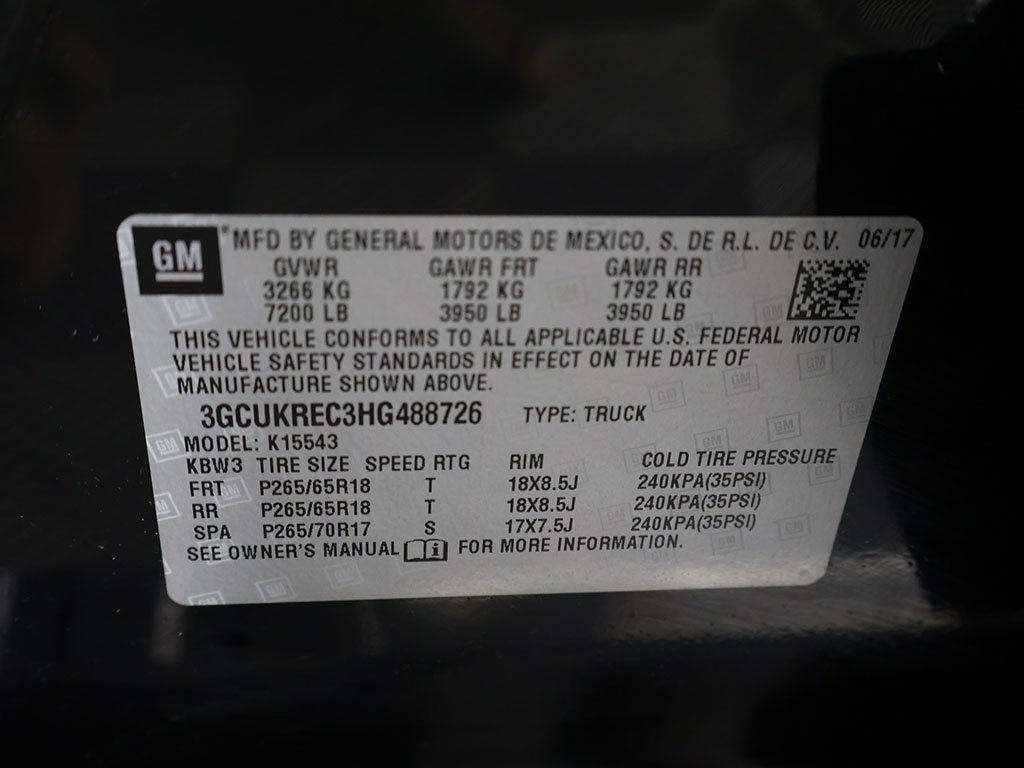 GM MFD BY GENERAL MOTORS DE MEXICO, S. DE R.L. DE C.V. 06/17
GVWR GAWR FRT GAWR RR
3266 KG 1792 KG 1792 KG
7200 LB 3950 LB 3950 LB
THIS VEHICLE CONFORMS TO ALL APPLICABLE U.S. FEDERAL MOTOR
VEHICLE SAFETY STANDARDS IN EFFECT ON THE DATE OF
MANUFACTURE SHOWN ABOVE.
3GCUKREC3HG488726 TYPE: TRUCK
MODEL: K15543
KBW3 TIRE SIZE SPEED RTG RIM COLD TIRE PRESSURE
FRT P265/65R18 T 18X8.5J 240KPA(35PSI)
RR P265/65R18 T 18X8.5J 240KPA(35PSI)
SPA P265/70R17 S 17X7.5J 240KPA(35PSI)
SEE OWNER'S MANUAL FOR MORE INFORMATION.